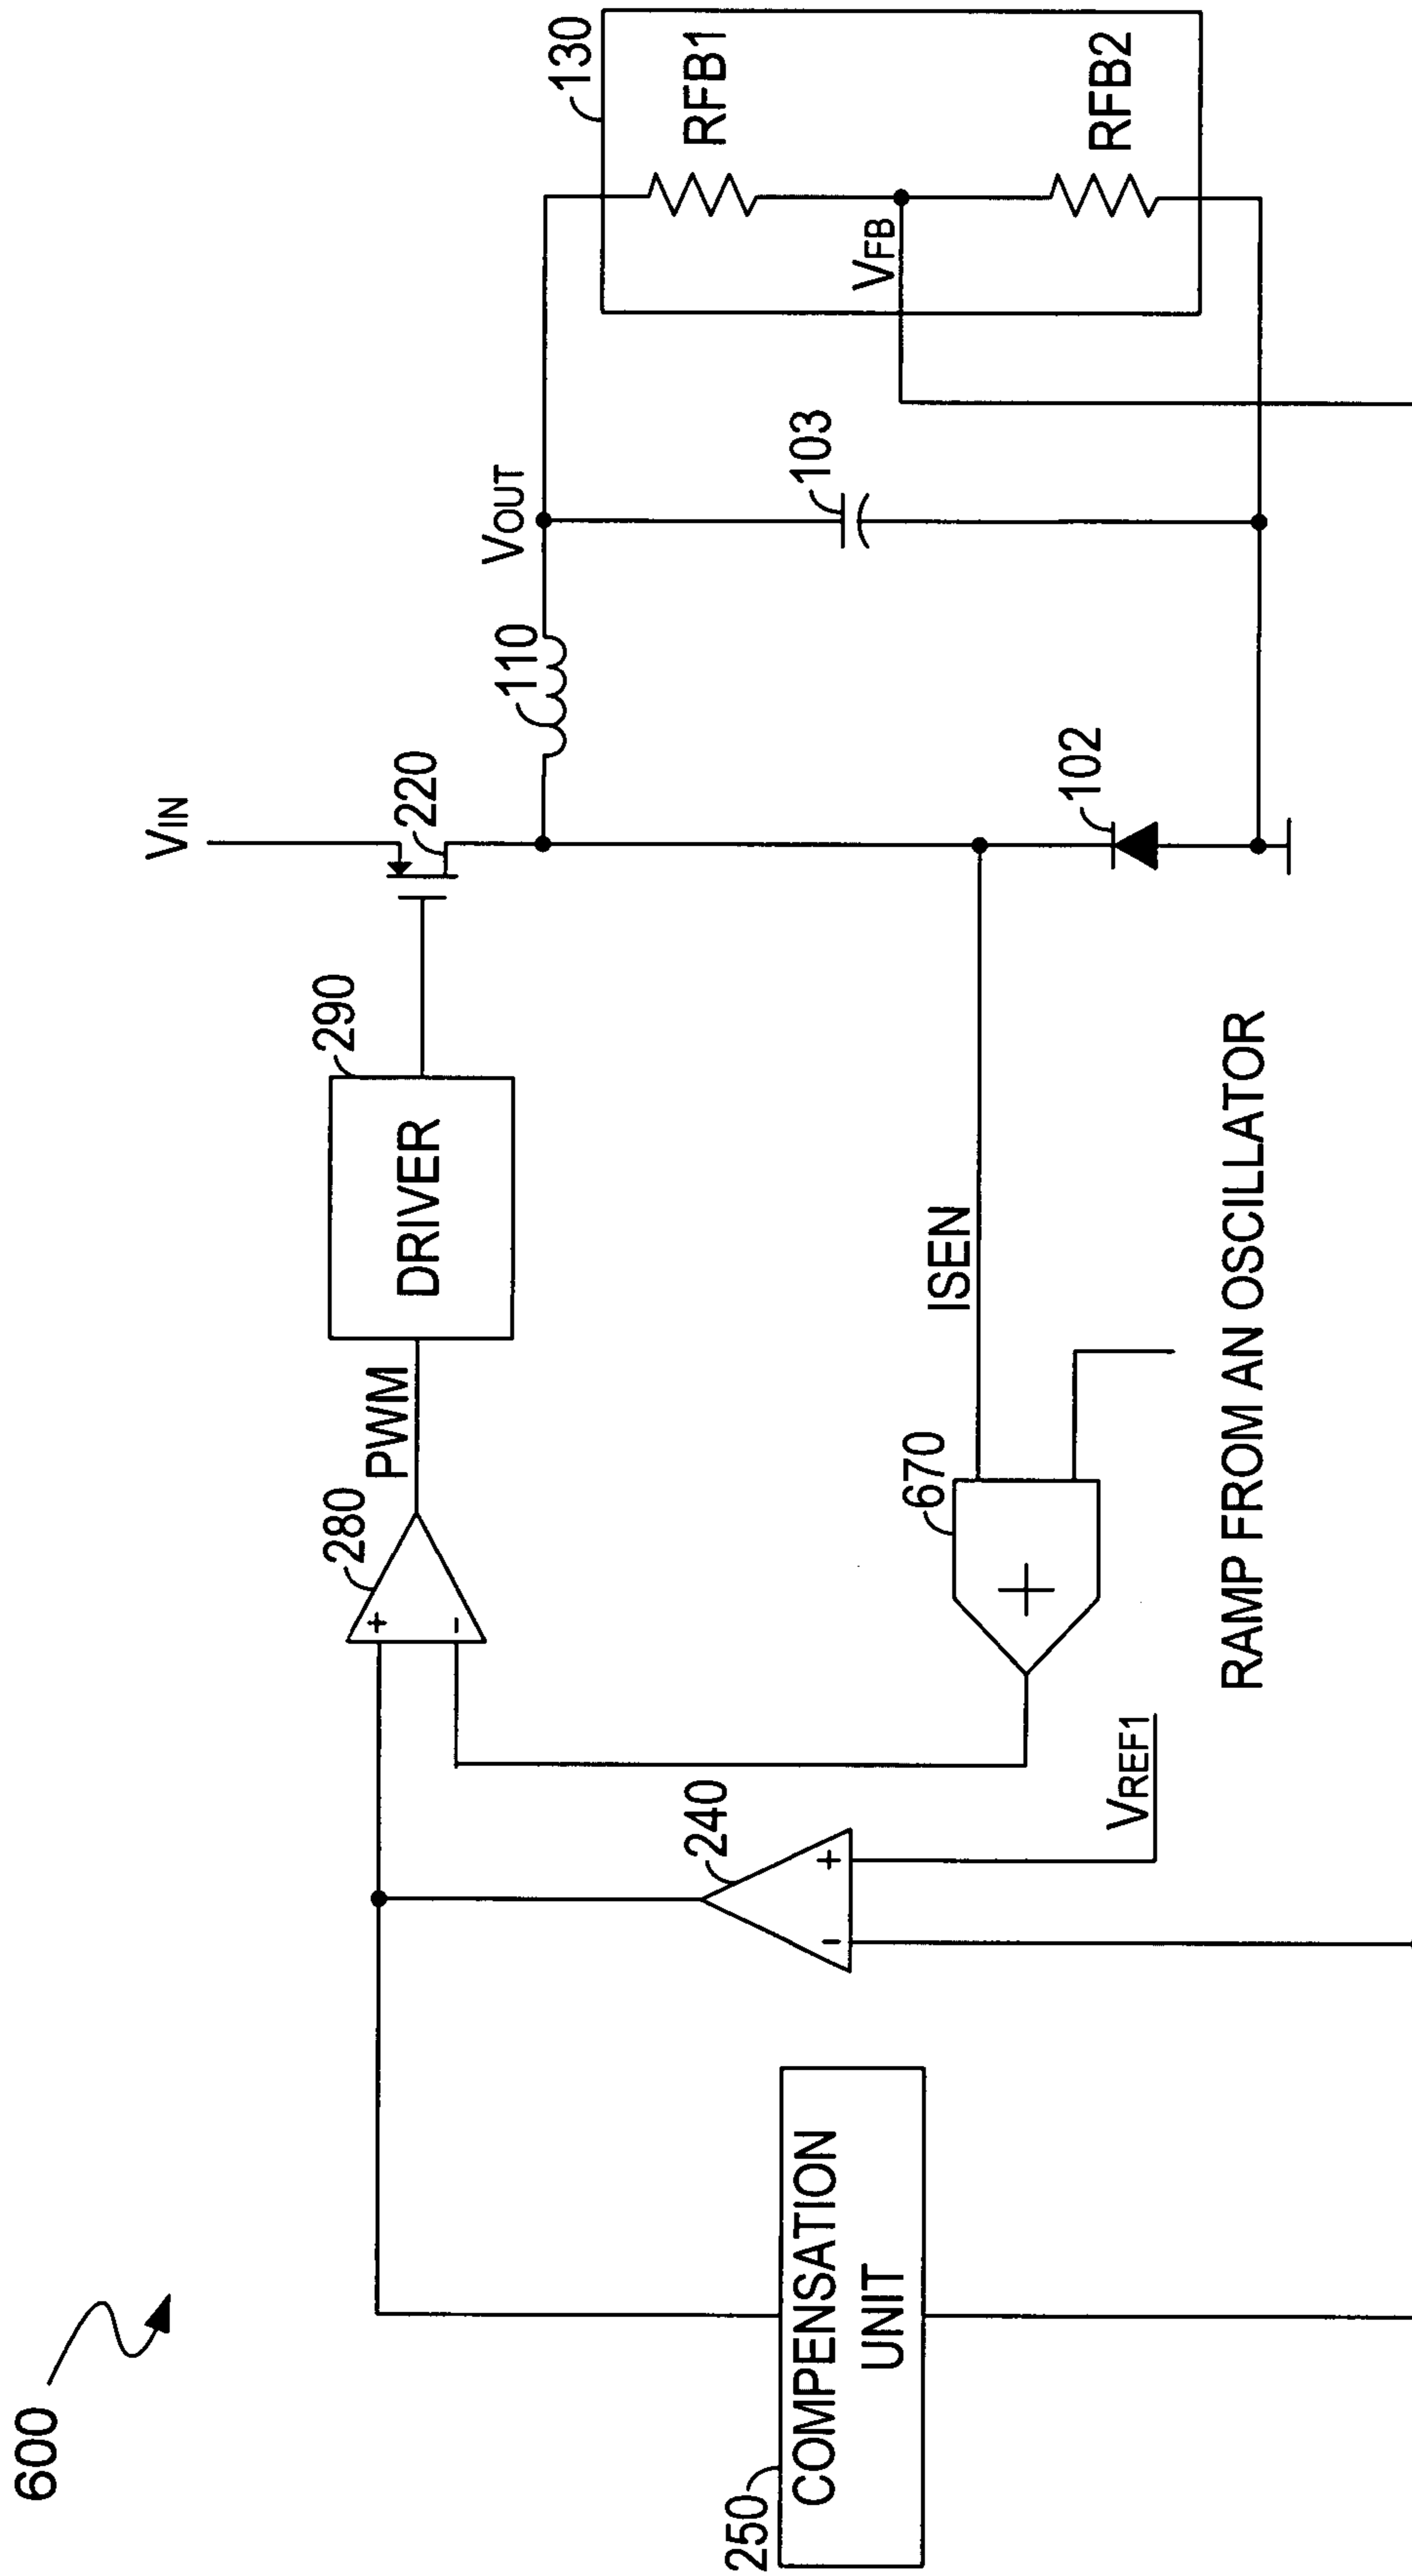 600
VIN
290
DRIVER
220
280
PWM
+
-
110
VOUT
130
RFB1
VFB
RFB2
103
102
ISEN
670
+
RAMP FROM AN OSCILLATOR
240
-
+
VREF1
250
COMPENSATION
UNIT